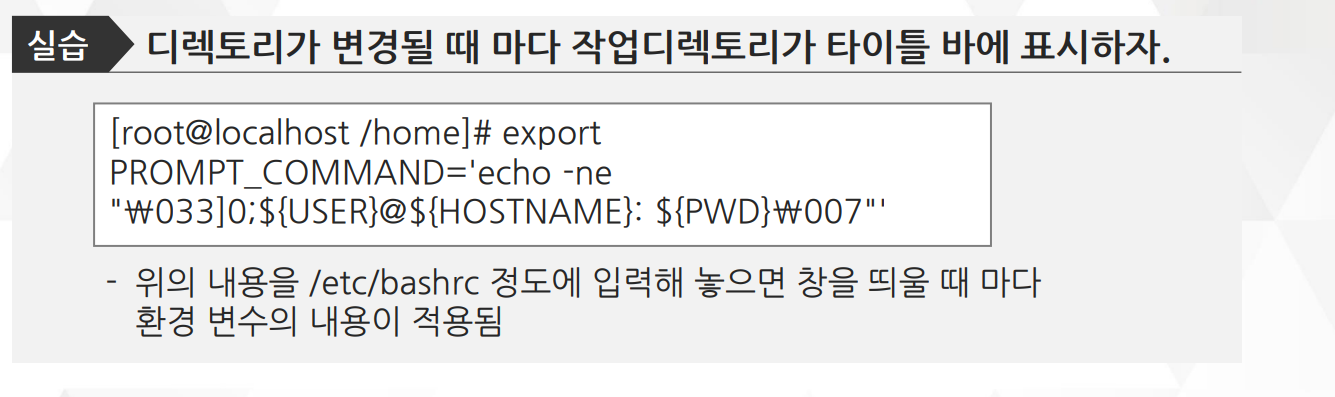 실습
디렉토리가 변경될 때 마다 작업디렉토리가 타이틀 바에 표시하자.
[root@localhost /home]# export
PROMPT_COMMAND='echo -ne
"₩033]0;${USER}@${HOSTNAME}: ${PWD}₩007"'
- 위의 내용을 /etc/bashrc 정도에 입력해 놓으면 창을 띄울 때 마다
환경 변수의 내용이 적용됨